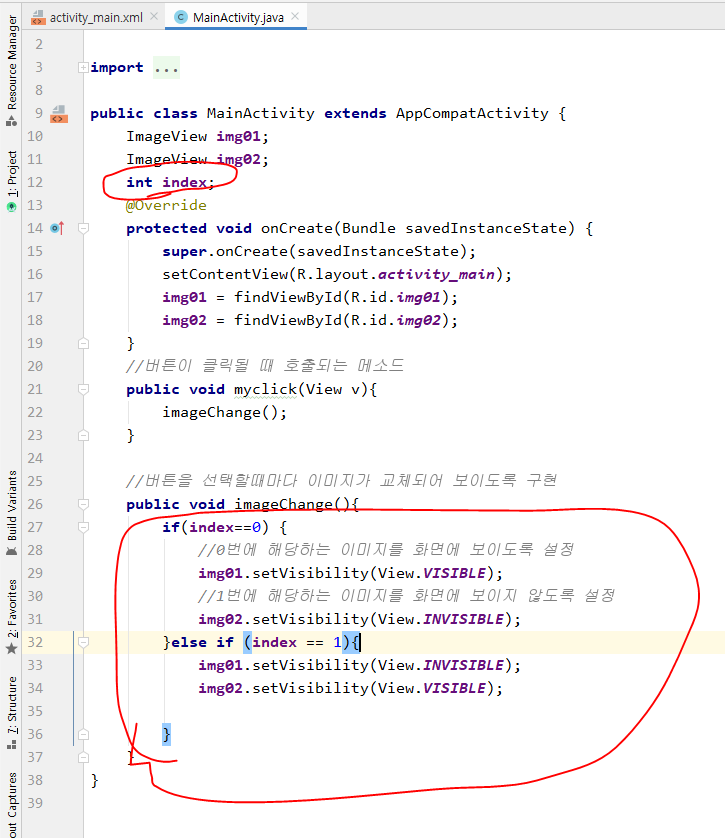 activity_main.xml
MainActivity.java
Resource Manager
1: Project
Build Variants
2: Favorites
7: Structure
out Captures
2
3 import ...
8
9 public class MainActivity extends AppCompatActivity {
10 ImageView img01;
11 ImageView img02;
12 int index;
13 @Override
14 protected void onCreate(Bundle savedInstanceState) {
15 super.onCreate(savedInstanceState);
16 setContentView(R.layout.activity_main);
17 img01 = findViewById(R.id.img01);
18 img02 = findViewById(R.id.img02);
19 }
20 //버튼이 클릭될 때 호출되는 메소드
21 public void myclick(View v){
22 imageChange();
23 }
24
25 //버튼을 선택할때마다 이미지가 교체되어 보이도록 구현
26 public void imageChange(){
27 if(index==0) {
28 //0번에 해당하는 이미지를 화면에 보이도록 설정
29 img01.setVisibility(View.VISIBLE);
30 //1번에 해당하는 이미지를 화면에 보이지 않도록 설정
31 img02.setVisibility(View.INVISIBLE);
32 }else if (index == 1){
33 img01.setVisibility(View.INVISIBLE);
34 img02.setVisibility(View.VISIBLE);
35
36 }
37 }
38 }
39